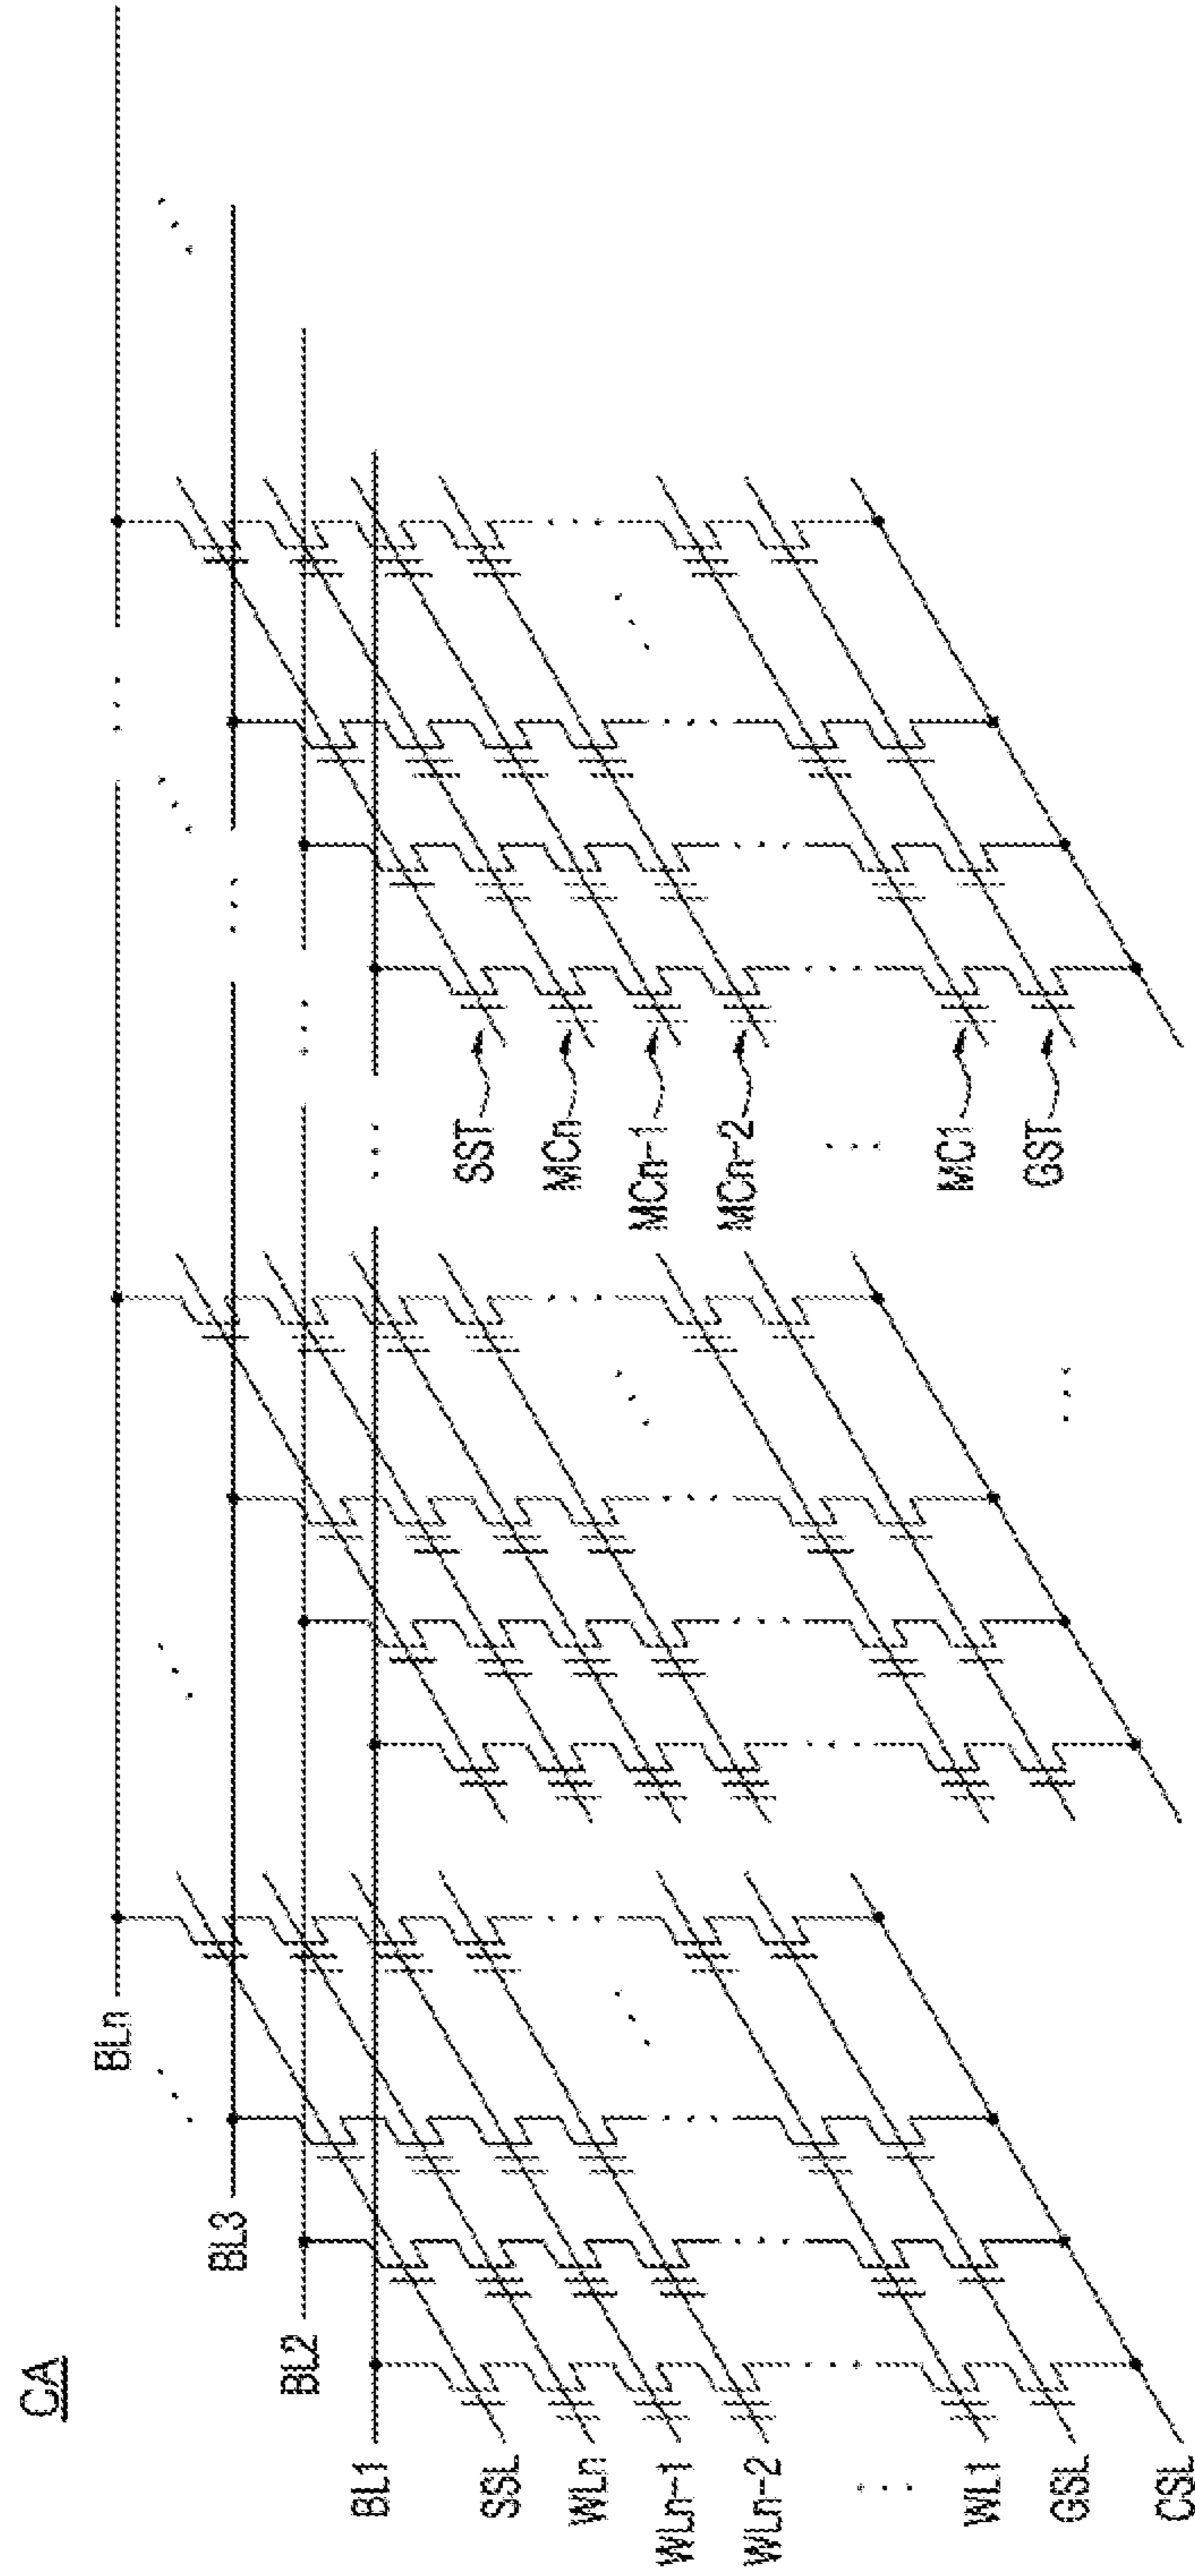 CA
BLn
BL3
BL2
BL1
SSL
WLn
WLn-1
WLn-2
WL1
GSL
CSL
SST
MCn
MCn-1
MCn-2
MC1
GST